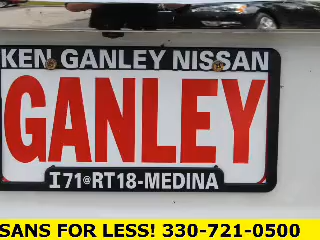 KEN GANLEY NISSAN
GANLEY
I71@RT18-MEDINA
SANS FOR LESS! 330-721-0500